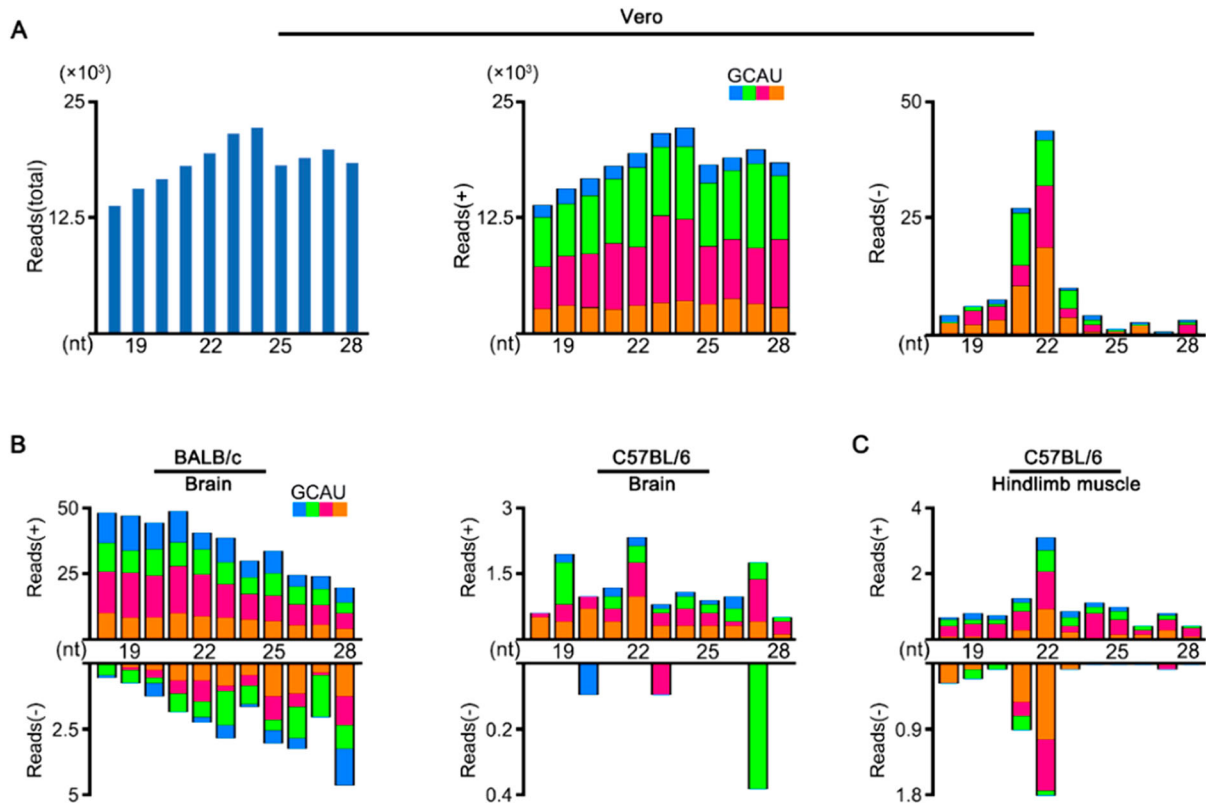 A
Vero
(×10³)
25
12.5
Reads(total)
(nt)
19 22 25 28
(×10³)
GCAU
25
12.5
Reads(+)
(nt)
19 22 25 28
50
25
Reads(-)
(nt)
19 22 25 28
B
BALB/c
Brain
GCAU
50
25
Reads(+)
(nt)
19 22 25 28
2.5
5
Reads(-)
C57BL/6
Brain
3
1.5
Reads(+)
(nt)
19 22 25 28
0.2
0.4
Reads(-)
C
C57BL/6
Hindlimb muscle
4
2
Reads(+)
(nt)
19 22 25 28
0.9
1.8
Reads(-)